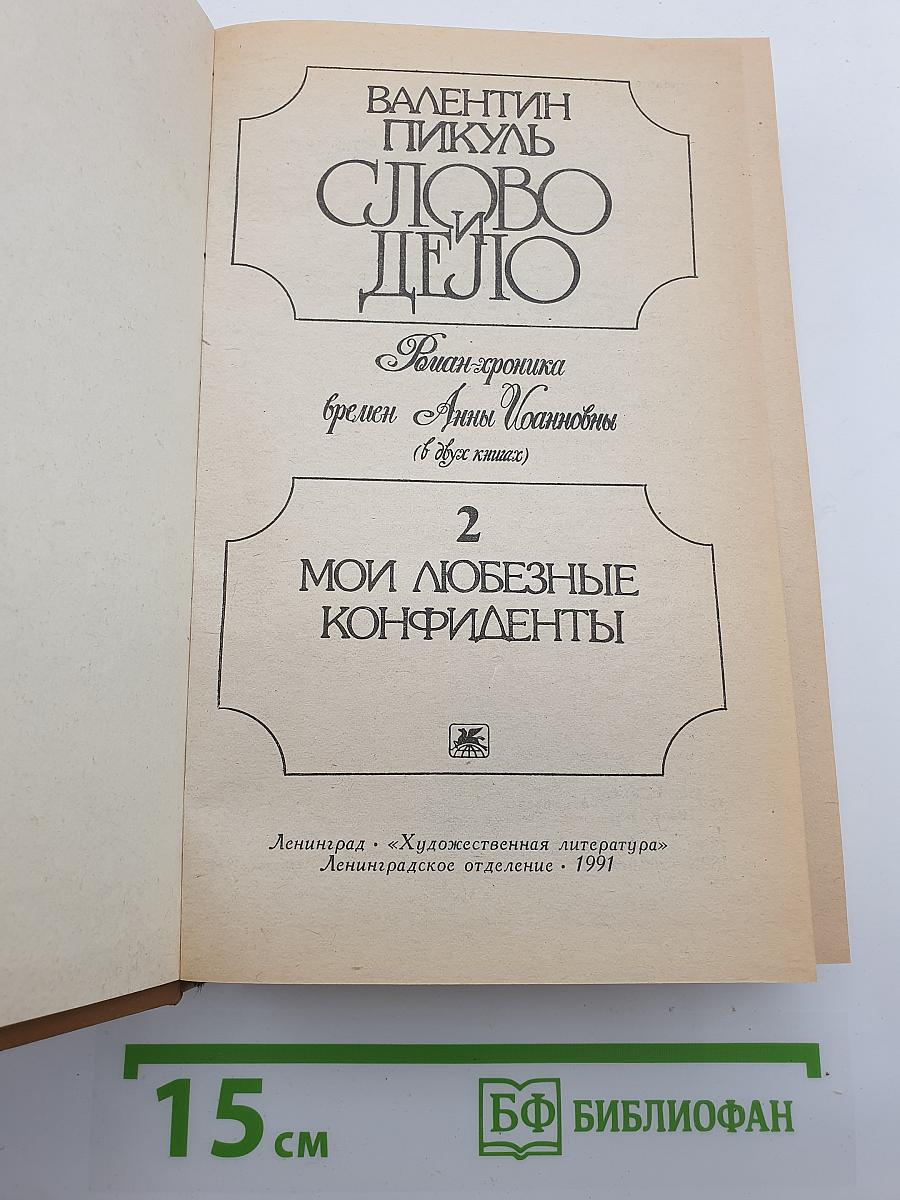 ВАЛЕНТИН
ПИКУЛЬ
СЛОВО
И
ДЕЛО
Роман-хроника
времен Анны Иоанновны
(в двух книгах)
2
МОИ ЛЮБЕЗНЫЕ
КОНФИДЕНТЫ
Ленинград · «Художественная литература»
Ленинградское отделение · 1991
15 см
БФ БИБЛИОФАН